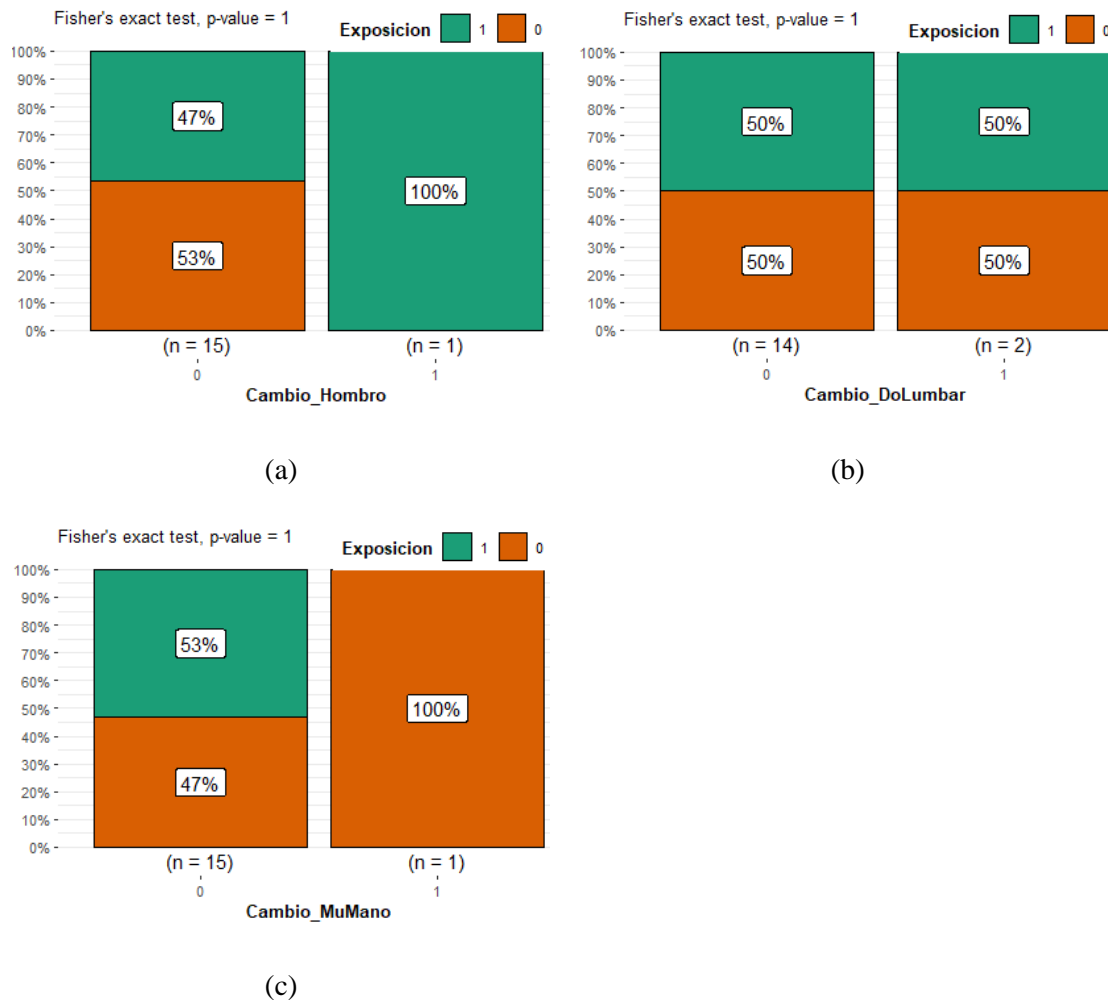 Fisher's exact test, p-value = 1
Exposicion 1 0
100%
90%
80%
70%
60%
50%
40%
30%
20%
10%
0%
47%
53%
100%
(n = 15) (n = 1)
0 1
Cambio_Hombro
(a)
Fisher's exact test, p-value = 1
Exposicion 1 0
100%
90%
80%
70%
60%
50%
40%
30%
20%
10%
0%
50% 50%
50% 50%
(n = 14) (n = 2)
0 1
Cambio_DoLumbar
(b)
Fisher's exact test, p-value = 1
Exposicion 1 0
100%
90%
80%
70%
60%
50%
40%
30%
20%
10%
0%
53%
100%
47%
(n = 15) (n = 1)
0 1
Cambio_MuMano
(c)